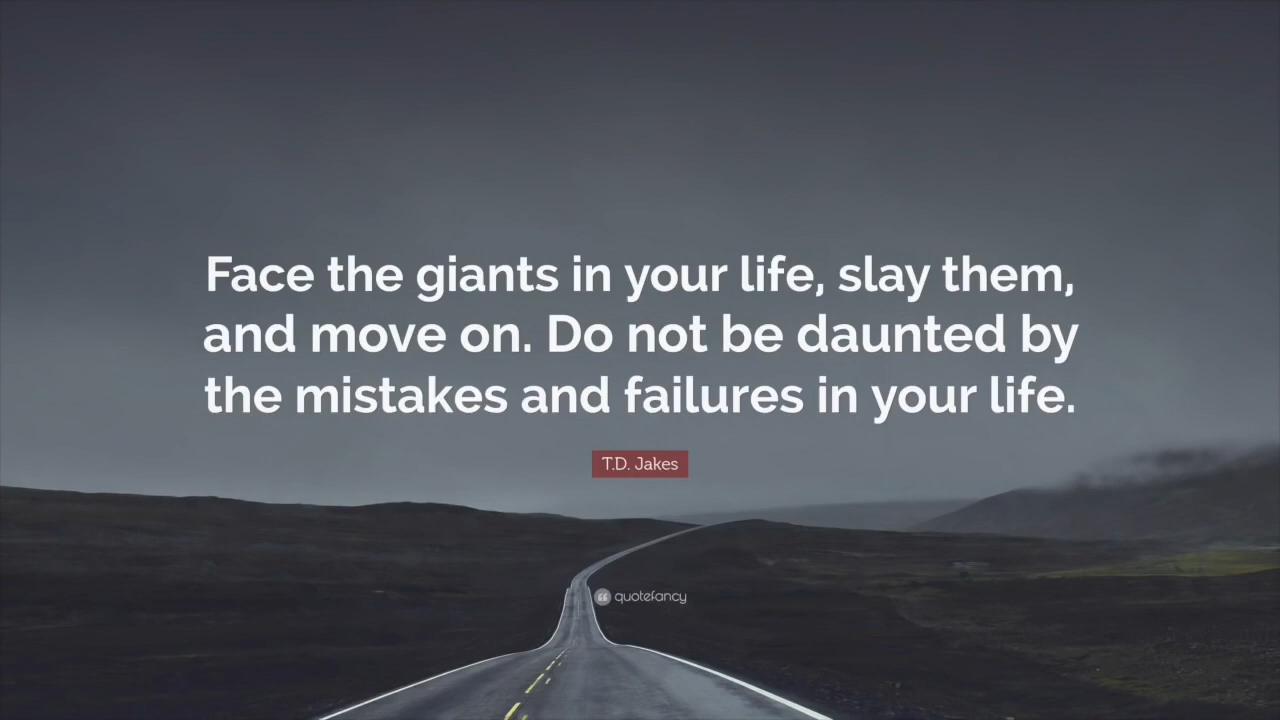 Face the giants in your life, slay them,
and move on. Do not be daunted by
the mistakes and failures in your life.
T.D. Jakes
quotefancy